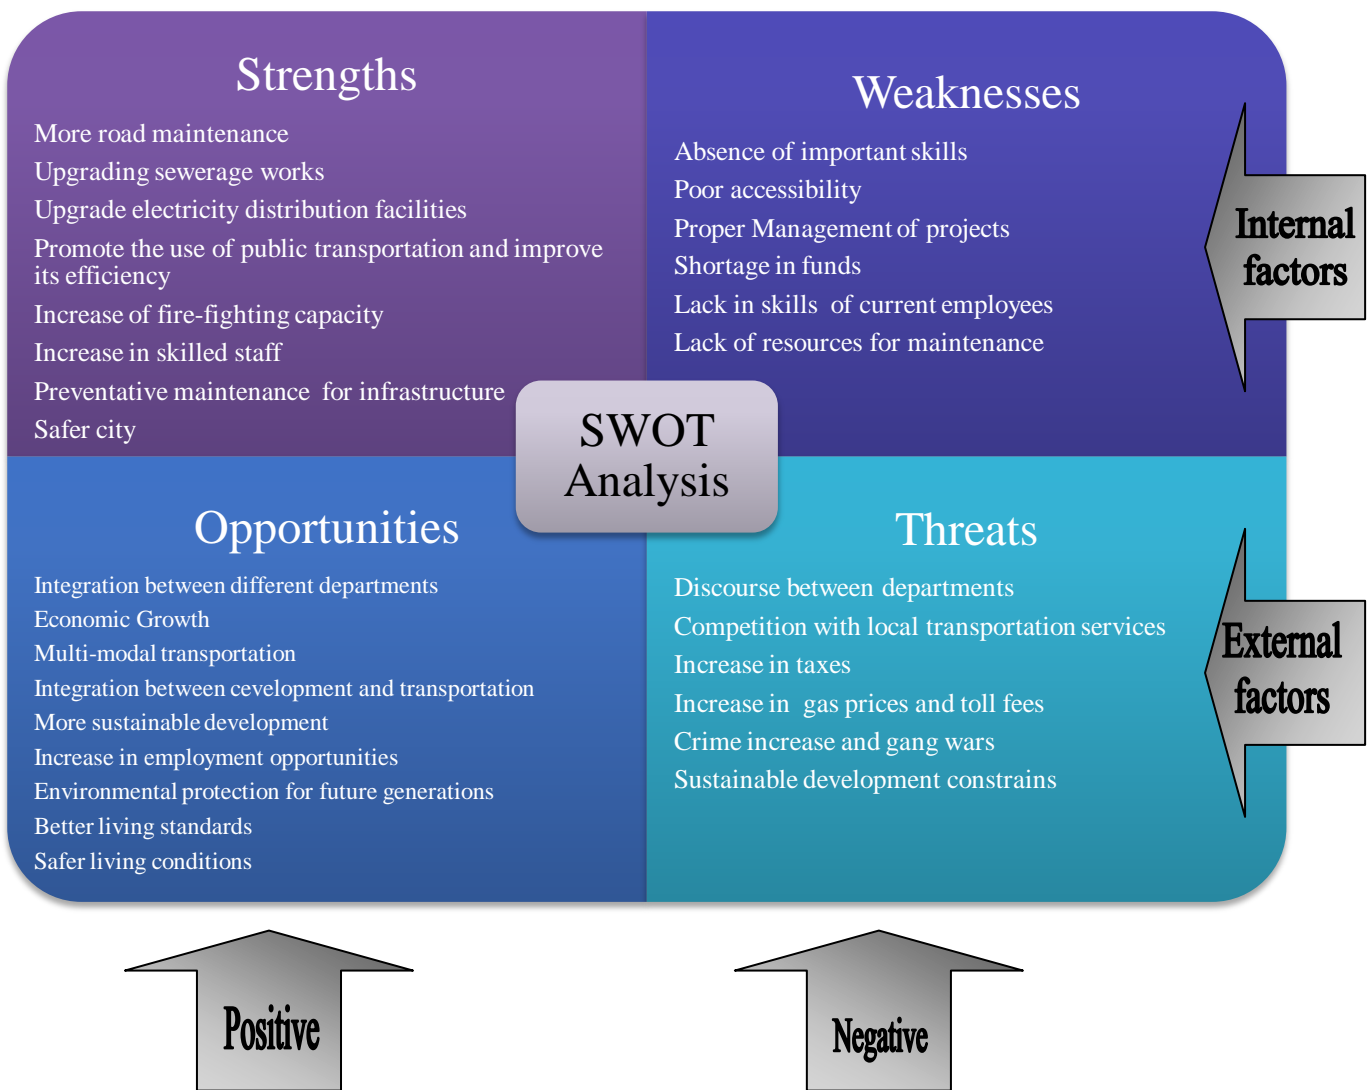 Strengths
More road maintenance
Upgrading sewerage works
Upgrade electricity distribution facilities
Promote the use of public transportation and improve
its efficiency
Increase of fire-fighting capacity
Increase in skilled staff
Preventative maintenance for infrastructure
Safer city
Weaknesses
Absence of important skills
Poor accessibility
Proper Management of projects
Shortage in funds
Lack in skills of current employees
Lack of resources for maintenance
Internal
factors
SWOT
Analysis
Opportunities
Integration between different departments
Economic Growth
Multi-modal transportation
Integration between cevelopment and transportation
More sustainable development
Increase in employment opportunities
Environmental protection for future generations
Better living standards
Safer living conditions
Threats
Discourse between departments
Competition with local transportation services
Increase in taxes
Increase in gas prices and toll fees
Crime increase and gang wars
Sustainable development constrains
External
factors
Positive
Negative